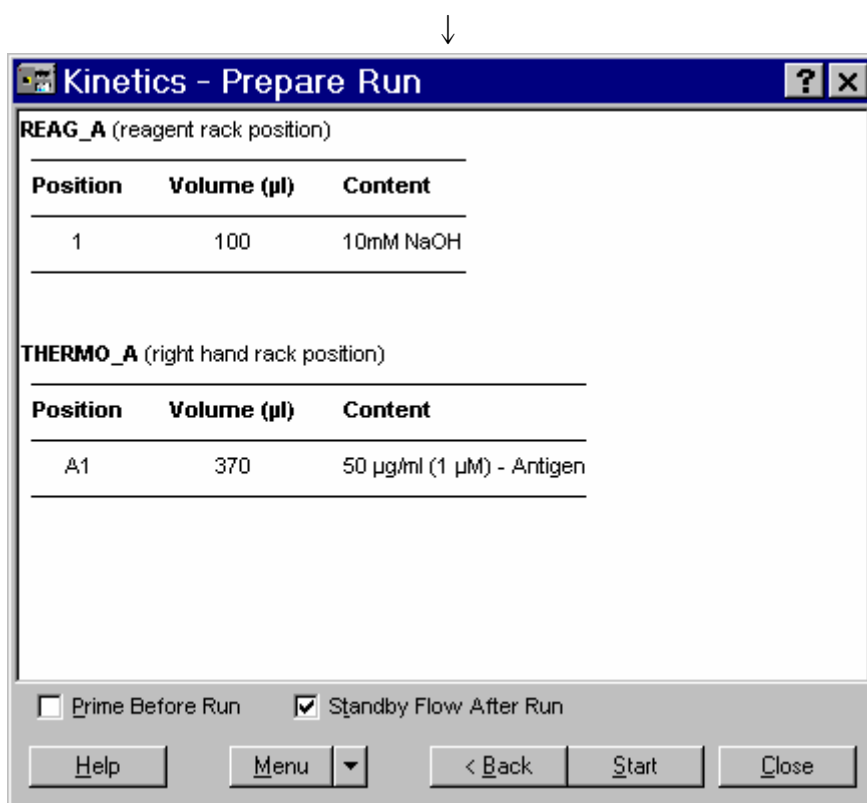 Kinetics - Prepare Run
REAG_A (reagent rack position)
Position Volume (µl) Content
1 100 10mM NaOH
THERMO_A (right hand rack position)
Position Volume (µl) Content
A1 370 50 µg/ml (1 µM) - Antigen
Prime Before Run Standby Flow After Run
Help Menu < Back Start Close